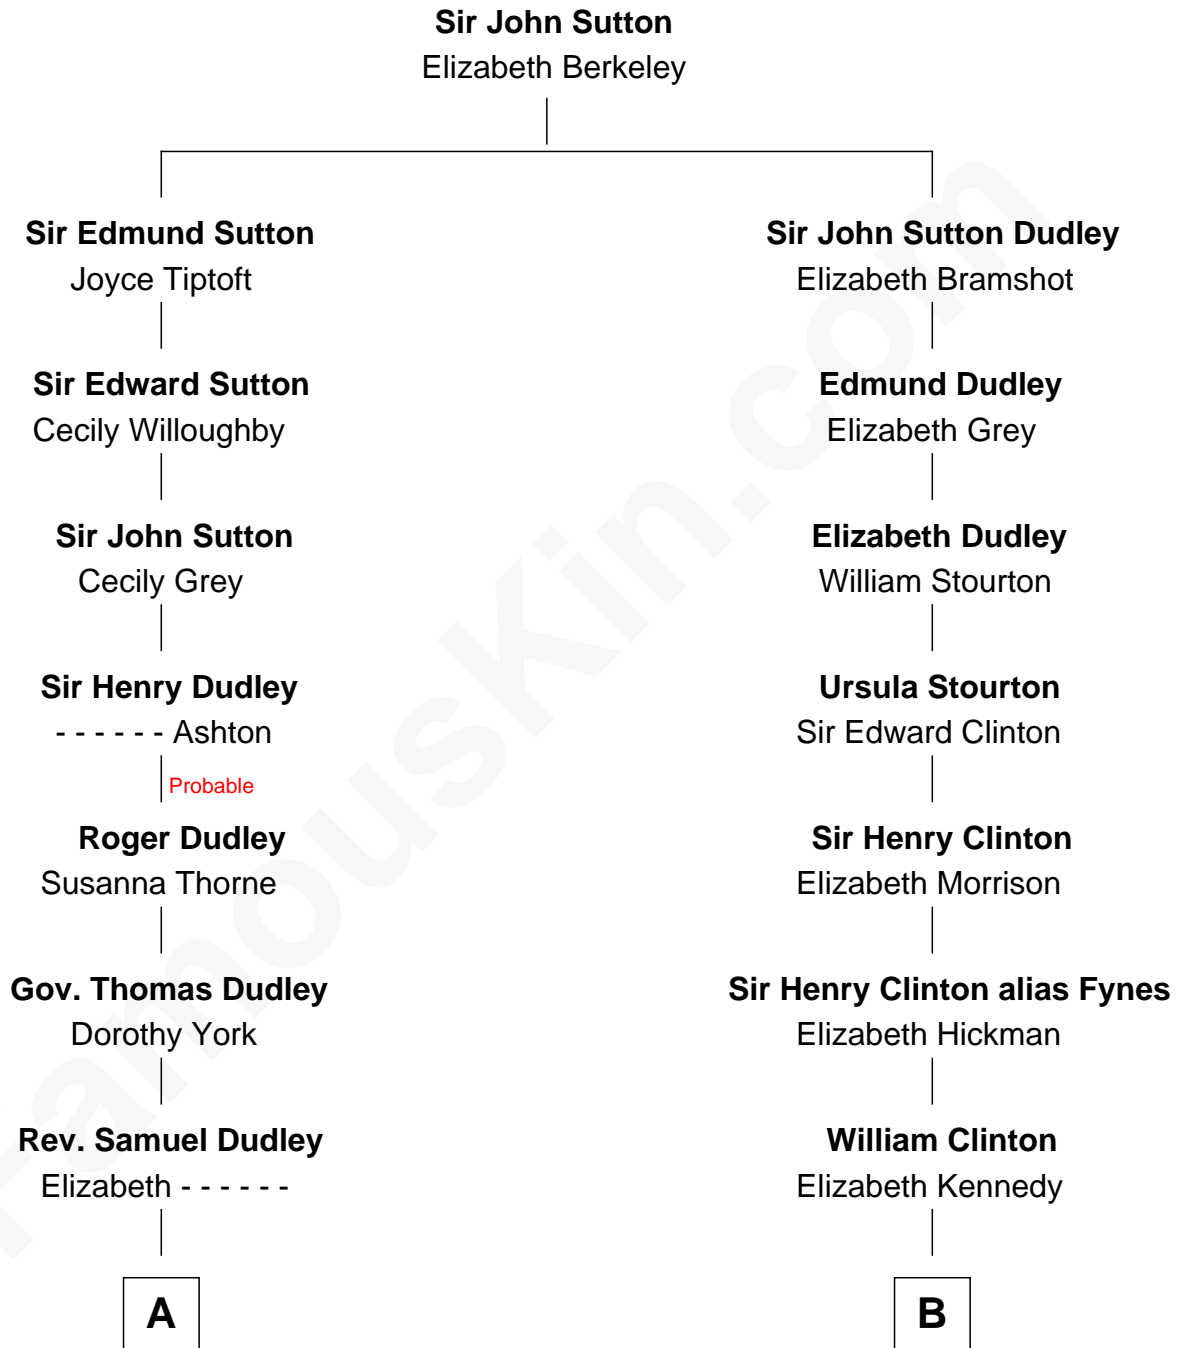 Sir John Sutton
Elizabeth Berkeley
Sir Edmund Sutton
Joyce Tiptoft
Sir John Sutton Dudley
Elizabeth Bramshot
Sir Edward Sutton
Cecily Willoughby
Edmund Dudley
Elizabeth Grey
Sir John Sutton
Cecily Grey
Elizabeth Dudley
William Stourton
Sir Henry Dudley
- - - - - - Ashton
Ursula Stourton
Sir Edward Clinton
Probable
Roger Dudley
Susanna Thorne
Sir Henry Clinton
Elizabeth Morrison
Gov. Thomas Dudley
Dorothy York
Sir Henry Clinton alias Fynes
Elizabeth Hickman
Rev. Samuel Dudley
Elizabeth - - - - - -
William Clinton
Elizabeth Kennedy
A
B
FamousKin.com